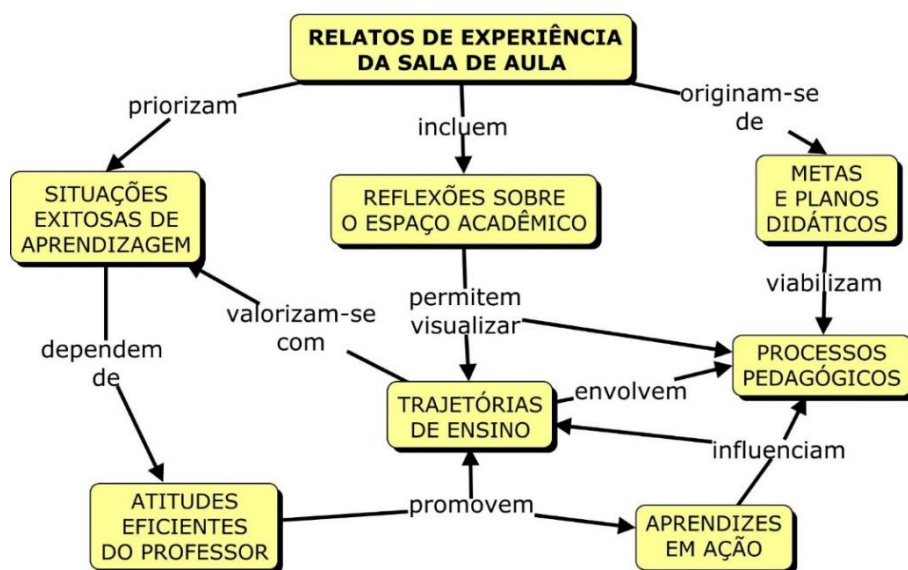 RELATOS DE EXPERIÊNCIA
DA SALA DE AULA
priorizam
incluem
originam-se
de
SITUAÇÕES
EXITOSAS DE
APRENDIZAGEM
REFLEXÕES SOBRE
O ESPAÇO ACADÊMICO
METAS
E PLANOS
DIDÁTICOS
valorizam-se
com
permitem
visualizar
viabilizam
dependem
de
TRAJETÓRIAS
DE ENSINO
envolvem
PROCESSOS
PEDAGÓGICOS
influenciam
ATITUDES
EFICIENTES
DO PROFESSOR
promovem
APRENDIZES
EM AÇÃO